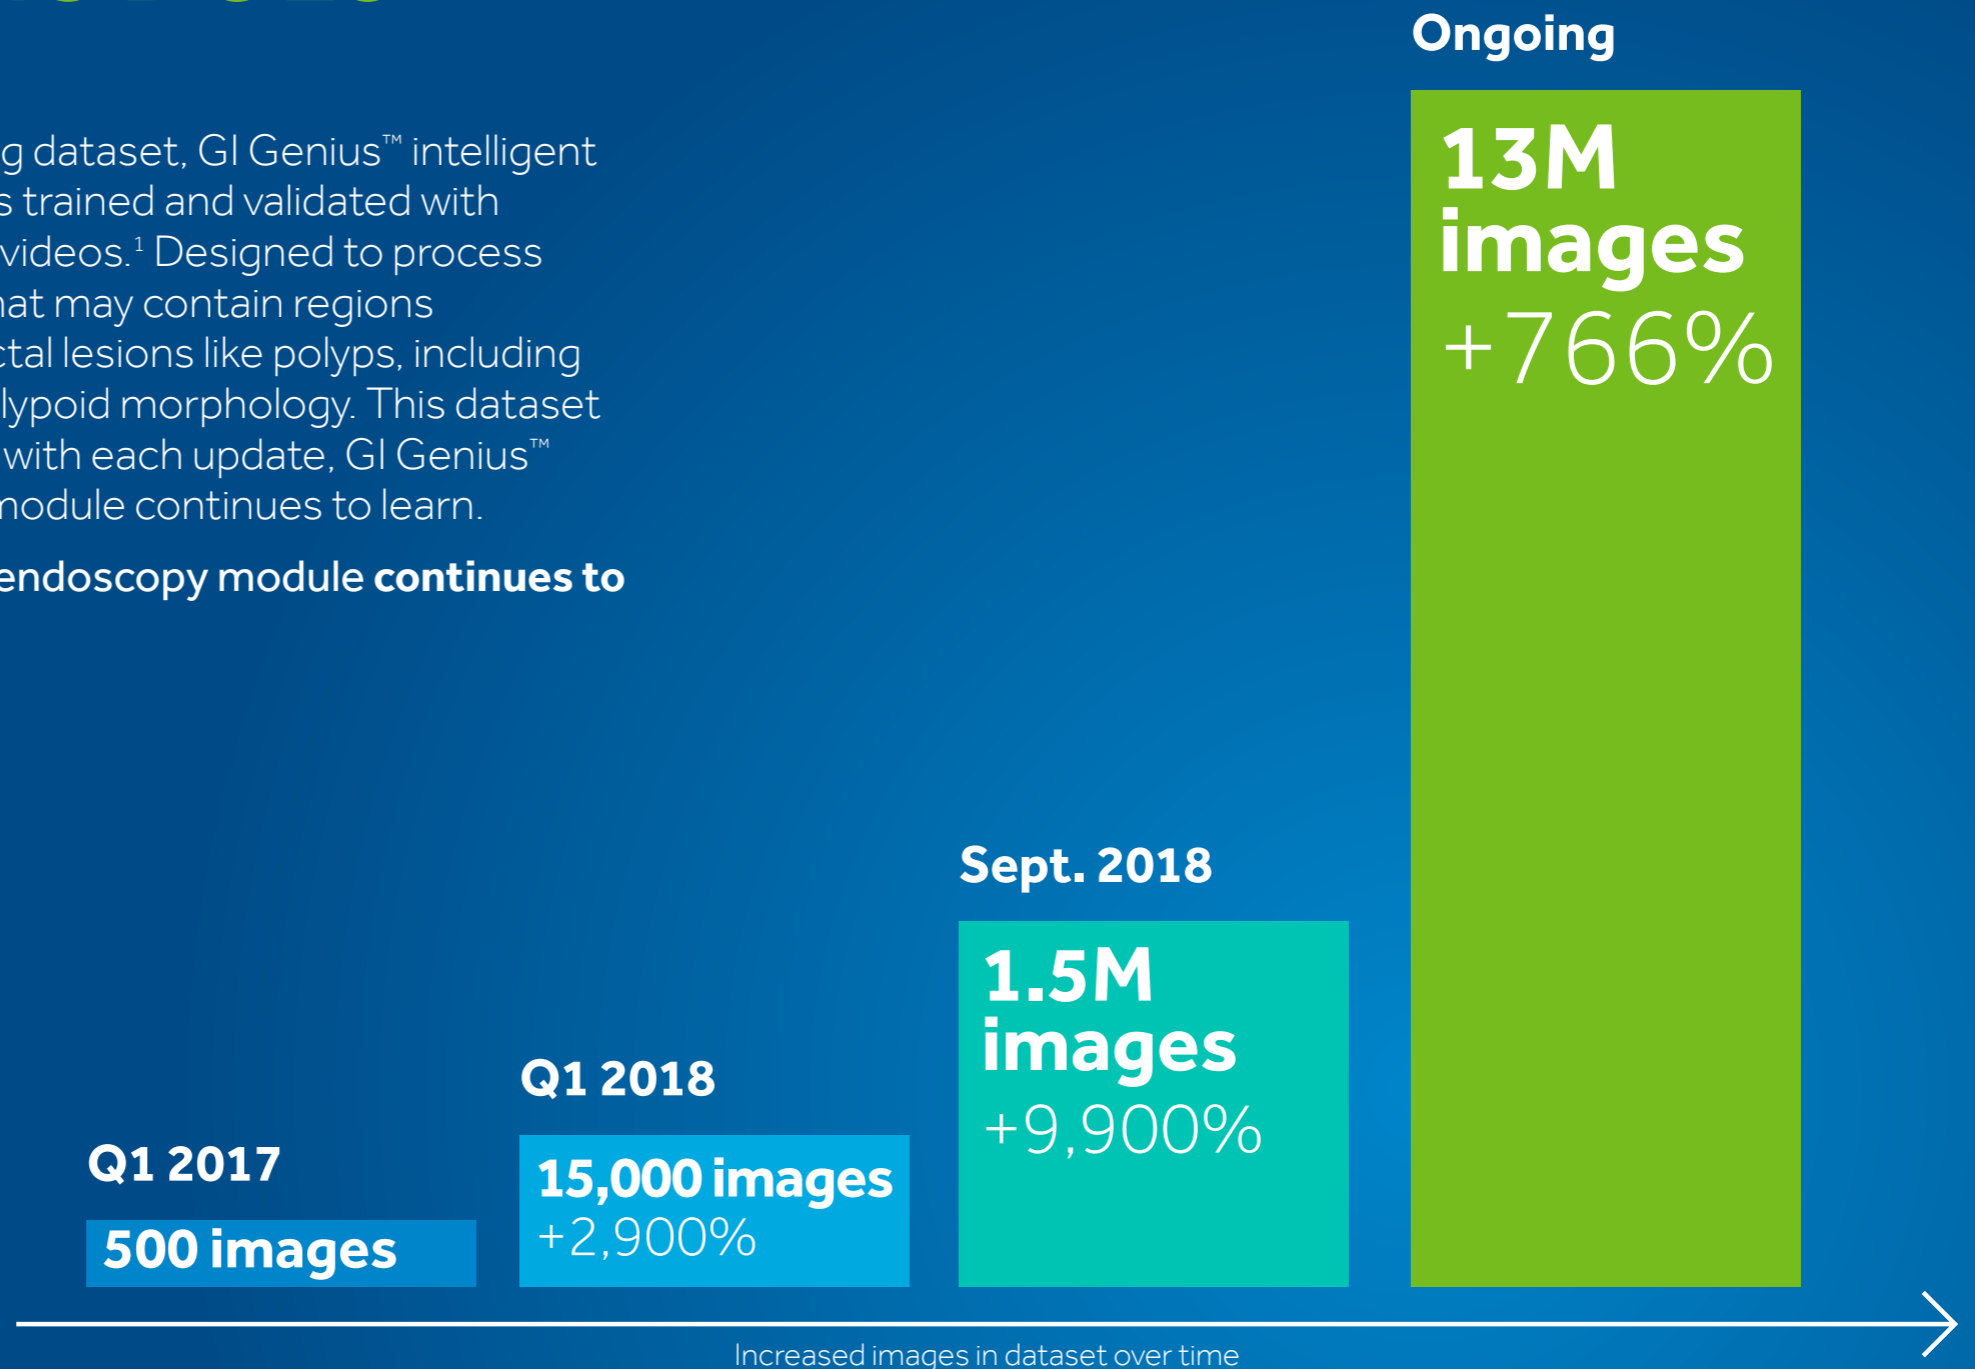 g dataset, GI Genius™ intelligent
s trained and validated with
videos.¹ Designed to process
hat may contain regions
ctal lesions like polyps, including
lypoid morphology. This dataset
with each update, GI Genius™
module continues to learn.
endoscopy module continues to
Q1 2017
500 images
Q1 2018
15,000 images
+2,900%
Sept. 2018
1.5M
images
+9,900%
Ongoing
13M
images
+766%
Increased images in dataset over time